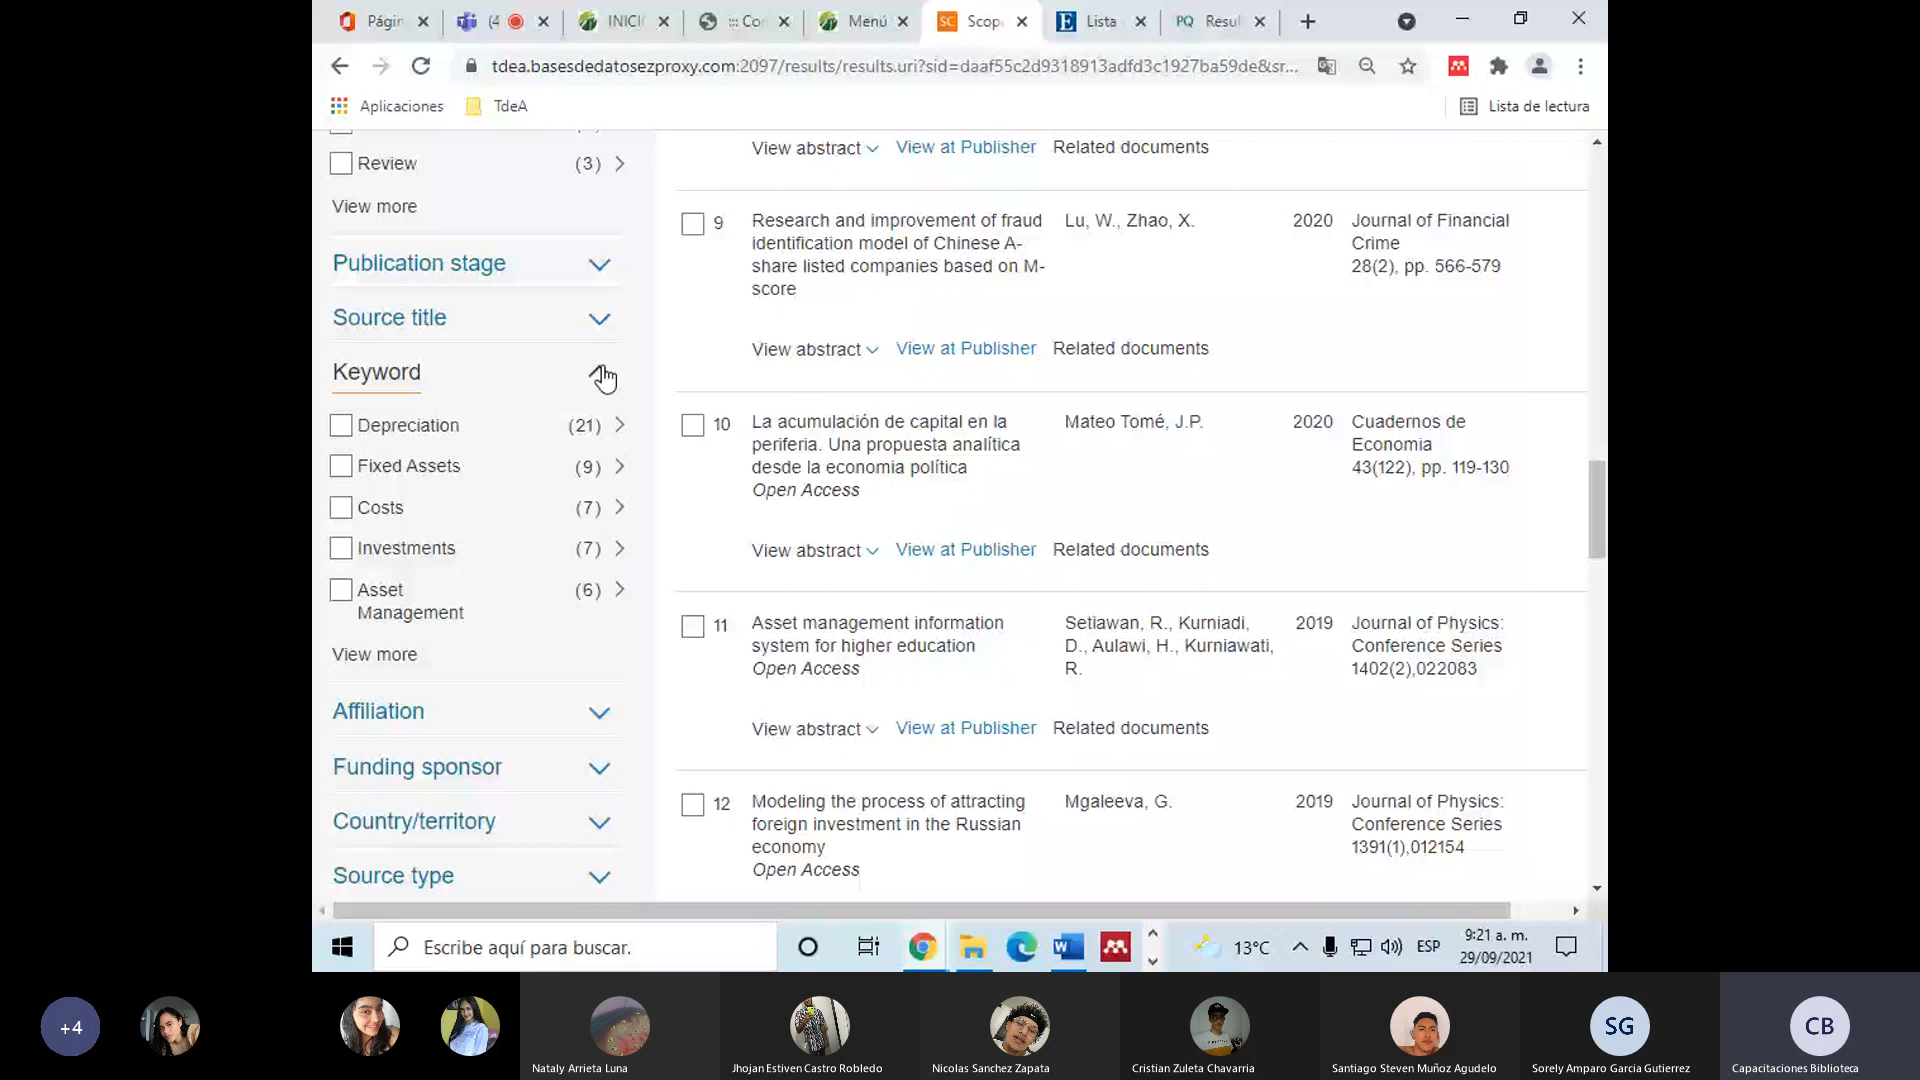 Págin
(4
INICI
::: Con
Menú
SC Scopu
E Lista
PQ Resul
tdea.basesdedatosezproxy.com:2097/results/results.uri?sid=daaf55c2d9318913adfd3c1927ba59de&sr...
Aplicaciones
TdeA
Lista de lectura
Review (3)
View more
Publication stage
Source title
Keyword
Depreciation (21)
Fixed Assets (9)
Costs (7)
Investments (7)
Asset (6)
Management
View more
Affiliation
Funding sponsor
Country/territory
Source type
View abstract View at Publisher Related documents
9 Research and improvement of fraud Lu, W., Zhao, X. 2020 Journal of Financial
identification model of Chinese A- Crime
share listed companies based on M- 28(2), pp. 566-579
score
View abstract View at Publisher Related documents
10 La acumulación de capital en la Mateo Tomé, J.P. 2020 Cuadernos de
periferia. Una propuesta analítica Economia
desde la economia política 43(122), pp. 119-130
Open Access
View abstract View at Publisher Related documents
11 Asset management information Setiawan, R., Kurniadi, 2019 Journal of Physics:
system for higher education D., Aulawi, H., Kurniawati, Conference Series
Open Access R. 1402(2),022083
View abstract View at Publisher Related documents
12 Modeling the process of attracting Mgaleeva, G. 2019 Journal of Physics:
foreign investment in the Russian Conference Series
economy 1391(1),012154
Open Access
Escribe aquí para buscar.
13°C
ESP
9:21 a. m.
29/09/2021
+4
SG
CB
Nataly Arrieta Luna
Jhojan Estiven Castro Robledo
Nicolas Sanchez Zapata
Cristian Zuleta Chavarria
Santiago Steven Muñoz Agudelo
Sorely Amparo Garcia Gutierrez
Capacitaciones Biblioteca